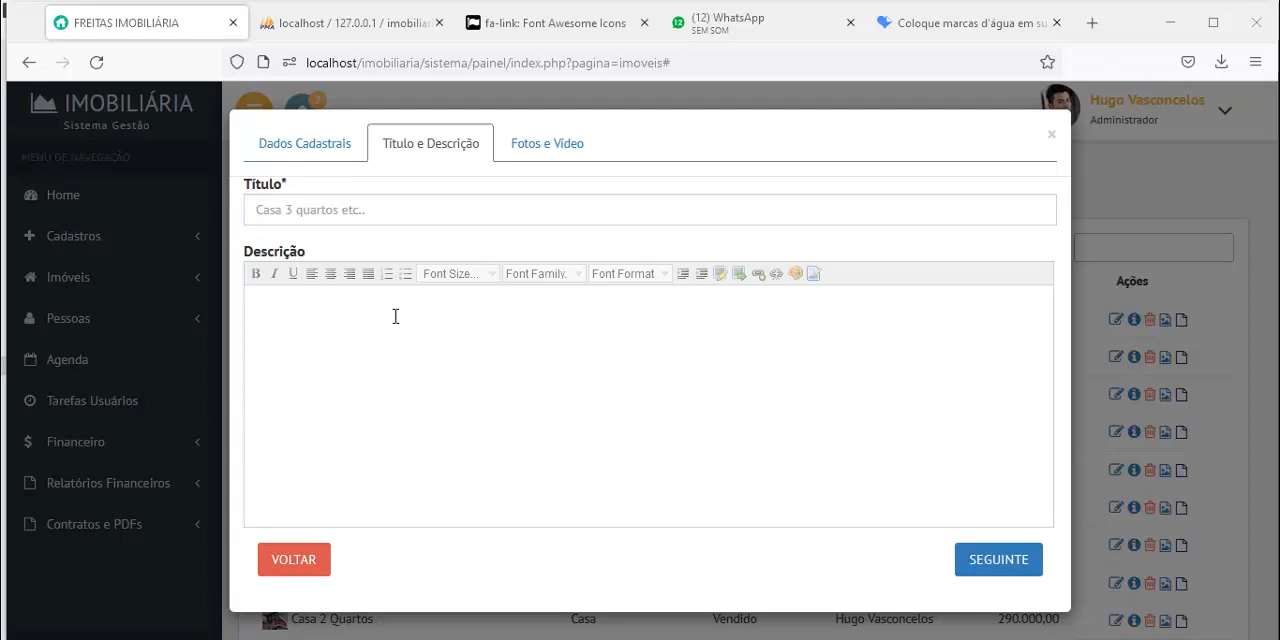 FREITAS IMOBILIÁRIA
localhost / 127.0.0.1 / imobiliar
fa-link: Font Awesome Icons
(12) WhatsApp
SEM SOM
Coloque marcas d'água em su
localhost/imobiliaria/sistema/painel/index.php?pagina=imoveis#
IMOBILIÁRIA
Sistema Gestão
7
Hugo Vasconcelos
Administrador
MENU DE NAVEGAÇÃO
Home
Cadastros
Imóveis
Pessoas
Agenda
Tarefas Usuários
Financeiro
Relatórios Financeiros
Contratos e PDFs
Dados Cadastrais
Título e Descrição
Fotos e Vídeo
×
Título*
Casa 3 quartos etc..
Descrição
B I U Font Size... Font Family. Font Format
Ações
VOLTAR
SEGUINTE
Casa 2 Quartos Casa Vendido Hugo Vasconcelos 290.000,00